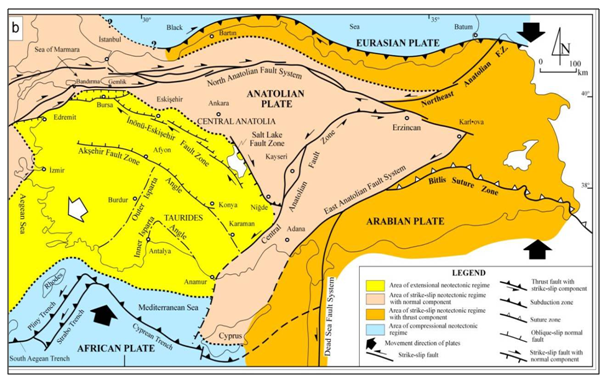 b
30°
35°
Black
Sea
Bartın
Batum
İstanbul
EURASIAN PLATE
Sea of Marmara
N
0 100
km
Bandırma
Gemlik
North Anatolian Fault System
Northeast Anatolian F.Z.
40°
Bursa
Eskişehir
ANATOLIAN
PLATE
Edremit
İnönü-Eskişehir
Fault Zone
Ankara
CENTRAL ANATOLIA
Erzincan
Karlıova
Salt Lake
Fault Zone
Akşehir Fault Zone
Afyon
Kayseri
İzmir
Central Anatolian Fault Zone
East Anatolian Fault System
Bitlis Suture Zone
38°
Aegean Sea
Burdur
Outer Isparta Angle
Konya
Niğde
TAURIDES
Karaman
ARABIAN PLATE
Inner Isparta Angle
Adana
Antalya
Anamur
Rhodes
Mediterranean Sea
Pliny Trench
Strabo Trench
Cyprean Trench
Cyprus
Dead Sea Fault System
South Aegean Trench
AFRICAN PLATE
LEGEND
Area of extensional neotectonic regime
Area of strike-slip neotectonic regime
with normal component
Area of strike-slip neotectonic regime
with thrust component
Area of compressional neotectonic
regime
Movement direction of plates
Strike-slip fault
Thrust fault with
strike-slip component
Subduction zone
Suture zone
Oblique-slip normal
fault
Strike-slip fault with
normal component